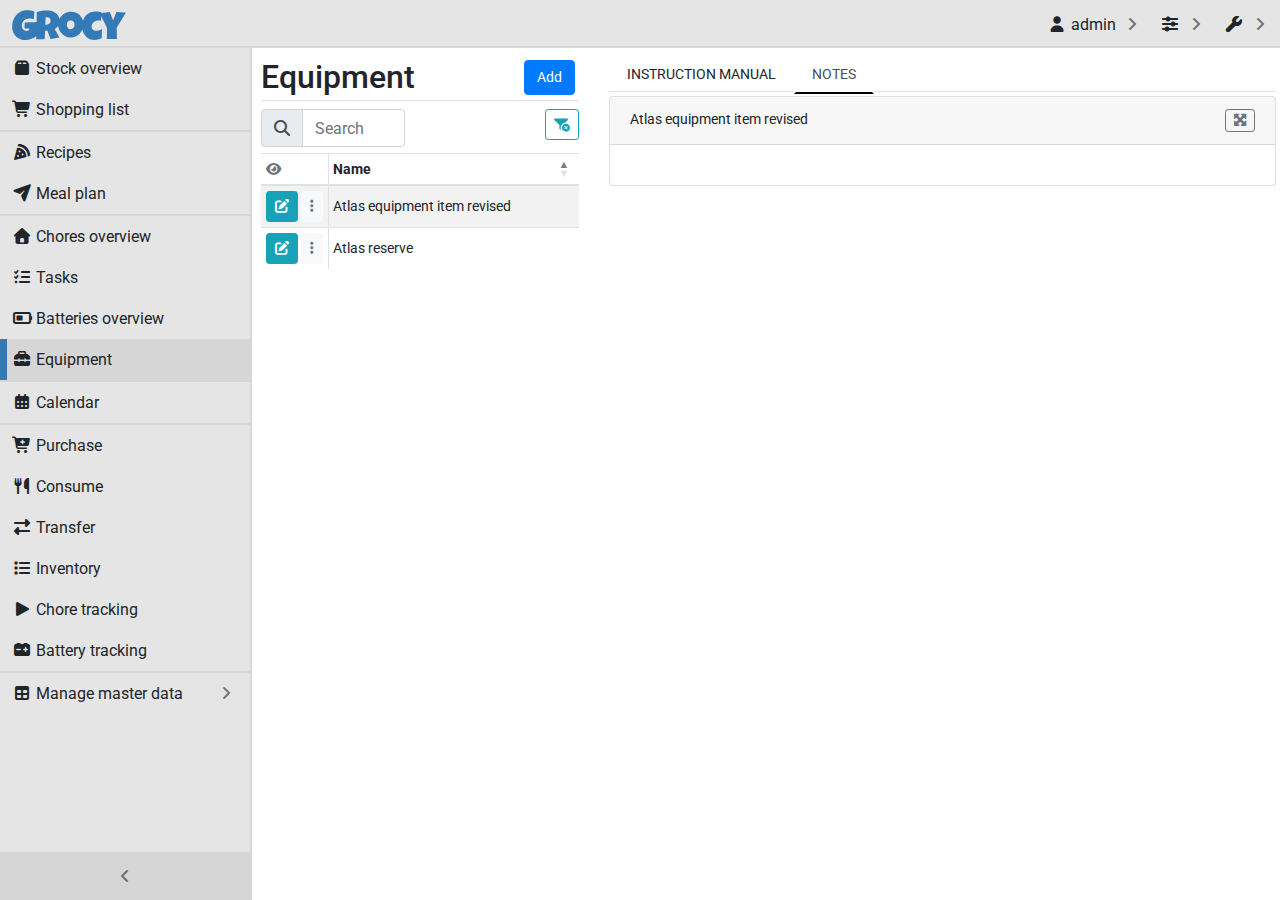 GROCY
admin
Stock overview
Shopping list
Recipes
Meal plan
Chores overview
Tasks
Batteries overview
Equipment
Calendar
Purchase
Consume
Transfer
Inventory
Chore tracking
Battery tracking
Manage master data
Equipment
Add
Search
Name
Atlas equipment item revised
Atlas reserve
INSTRUCTION MANUAL
NOTES
Atlas equipment item revised